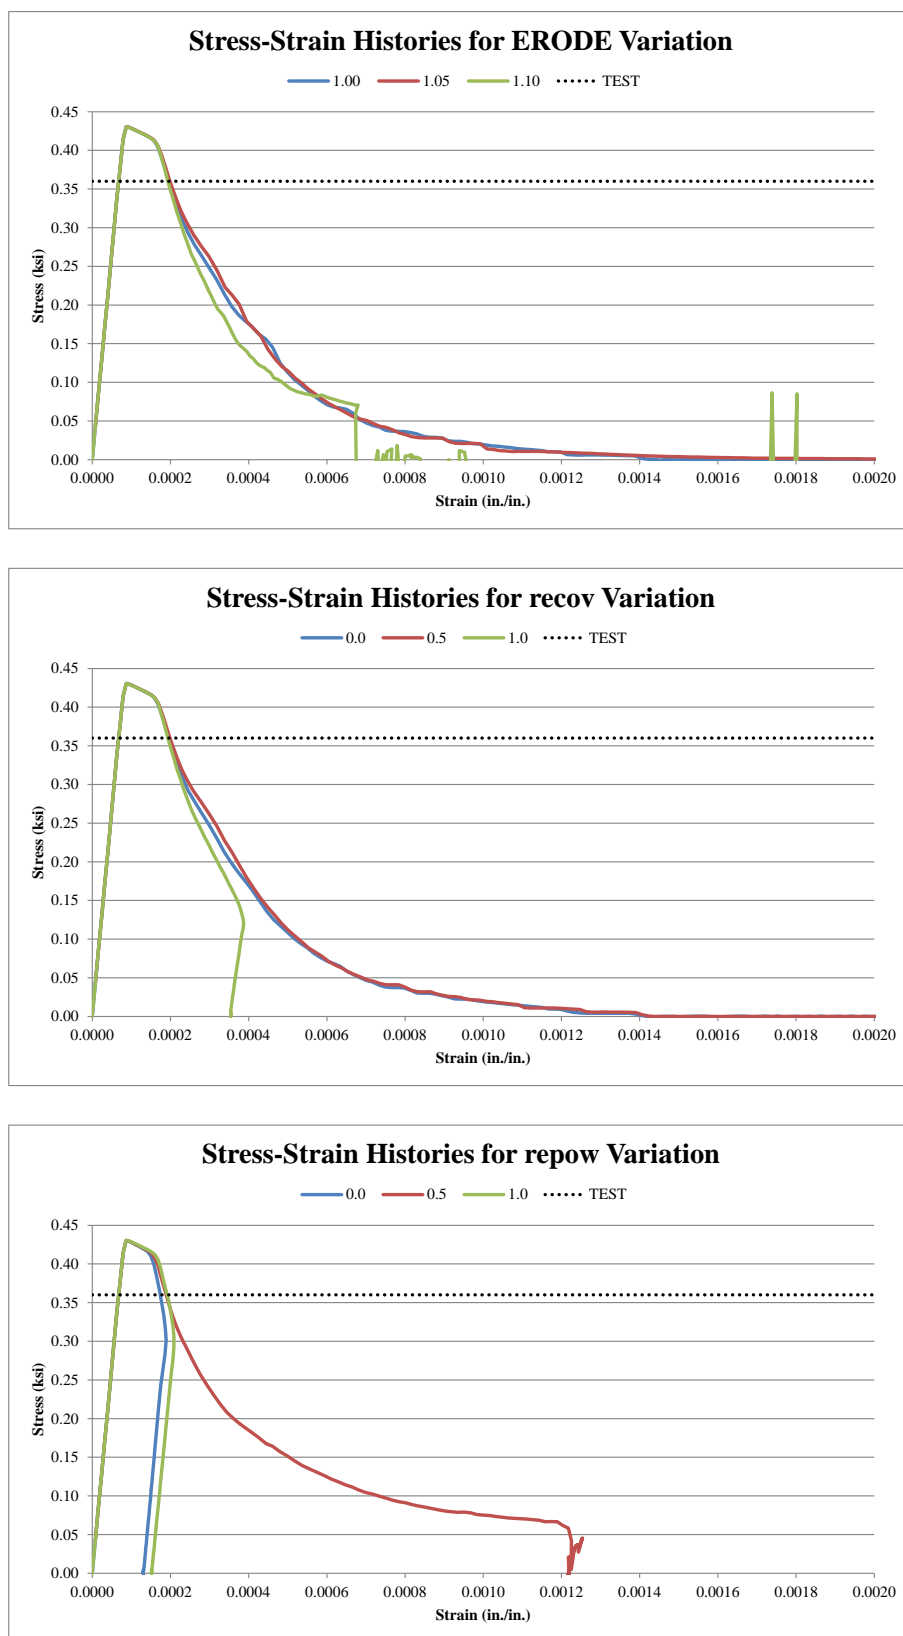 Stress-Strain Histories for ERODE Variation
1.00 1.05 1.10 TEST
0.45
0.40
0.35
0.30
0.25
0.20
0.15
0.10
0.05
0.00
Stress (ksi)
0.0000 0.0002 0.0004 0.0006 0.0008 0.0010 0.0012 0.0014 0.0016 0.0018 0.0020
Strain (in./in.)
Stress-Strain Histories for recov Variation
0.0 0.5 1.0 TEST
0.45
0.40
0.35
0.30
0.25
0.20
0.15
0.10
0.05
0.00
Stress (ksi)
0.0000 0.0002 0.0004 0.0006 0.0008 0.0010 0.0012 0.0014 0.0016 0.0018 0.0020
Strain (in./in.)
Stress-Strain Histories for repow Variation
0.0 0.5 1.0 TEST
0.45
0.40
0.35
0.30
0.25
0.20
0.15
0.10
0.05
0.00
Stress (ksi)
0.0000 0.0002 0.0004 0.0006 0.0008 0.0010 0.0012 0.0014 0.0016 0.0018 0.0020
Strain (in./in.)